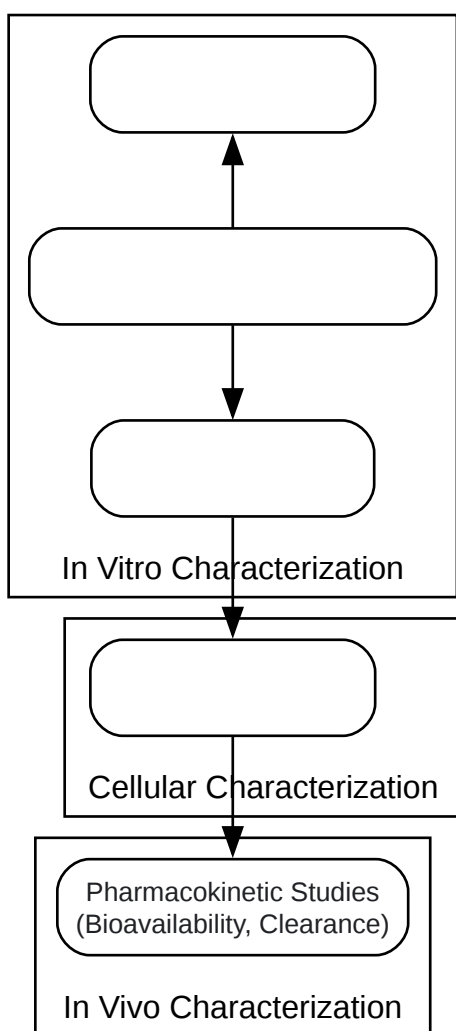 In Vitro Characterization
Cellular Characterization
Pharmacokinetic Studies
(Bioavailability, Clearance)
In Vivo Characterization